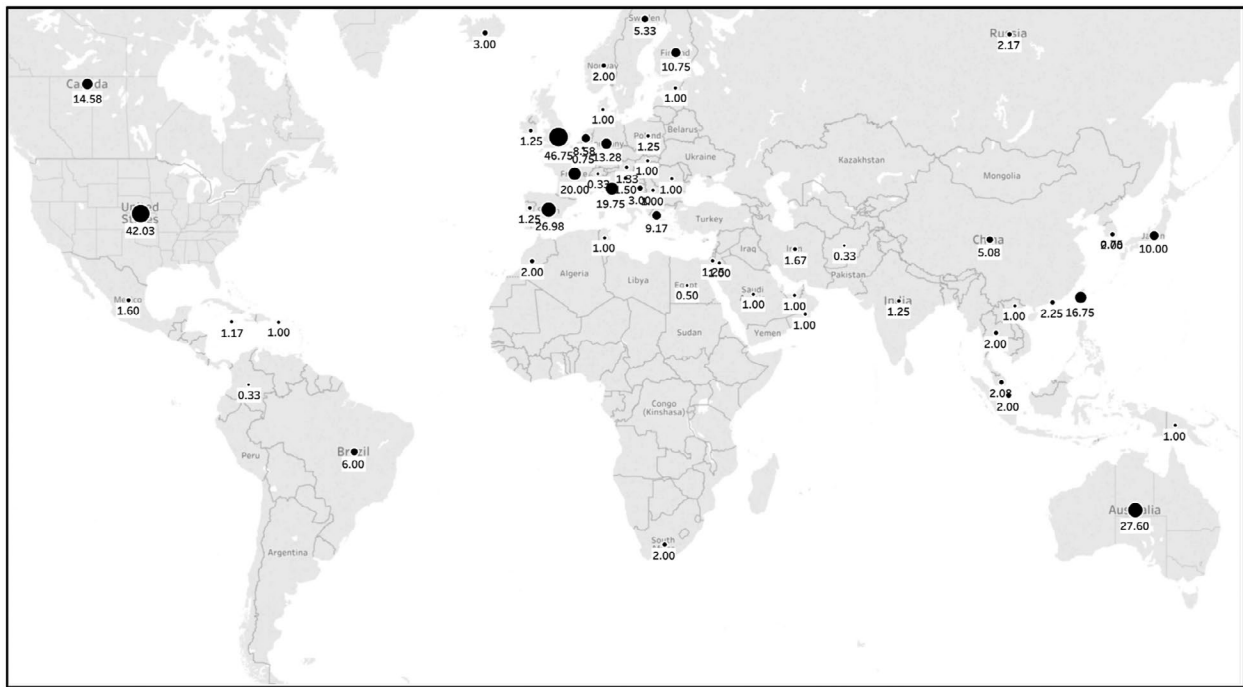 Sweden
5.33
Russia
2.17
3.00
Finland
10.75
Norway
2.00
Canada
14.58
1.00
1.00
1.25
Poland
1.25
Belarus
46.75
8.58
0.75
13.28
Ukraine
1.00
Kazakhstan
Mongolia
20.00
0.33
1.33
1.50
1.00
19.75
3.00
United
States
42.03
1.25
26.98
9.17
Turkey
China
5.08
Japan
10.00
1.00
2.00
Algeria
Libya
Iraq
Iran
1.67
0.33
Pakistan
Egypt
0.50
Saudi
1.00
1.00
1.00
Yemen
India
1.25
1.00
2.25
16.75
Mexico
1.60
1.17
1.00
Sudan
2.00
0.33
2.08
2.00
Congo
(Kinshasa)
1.00
Peru
Brazil
6.00
Australia
27.60
South
2.00
Argentina